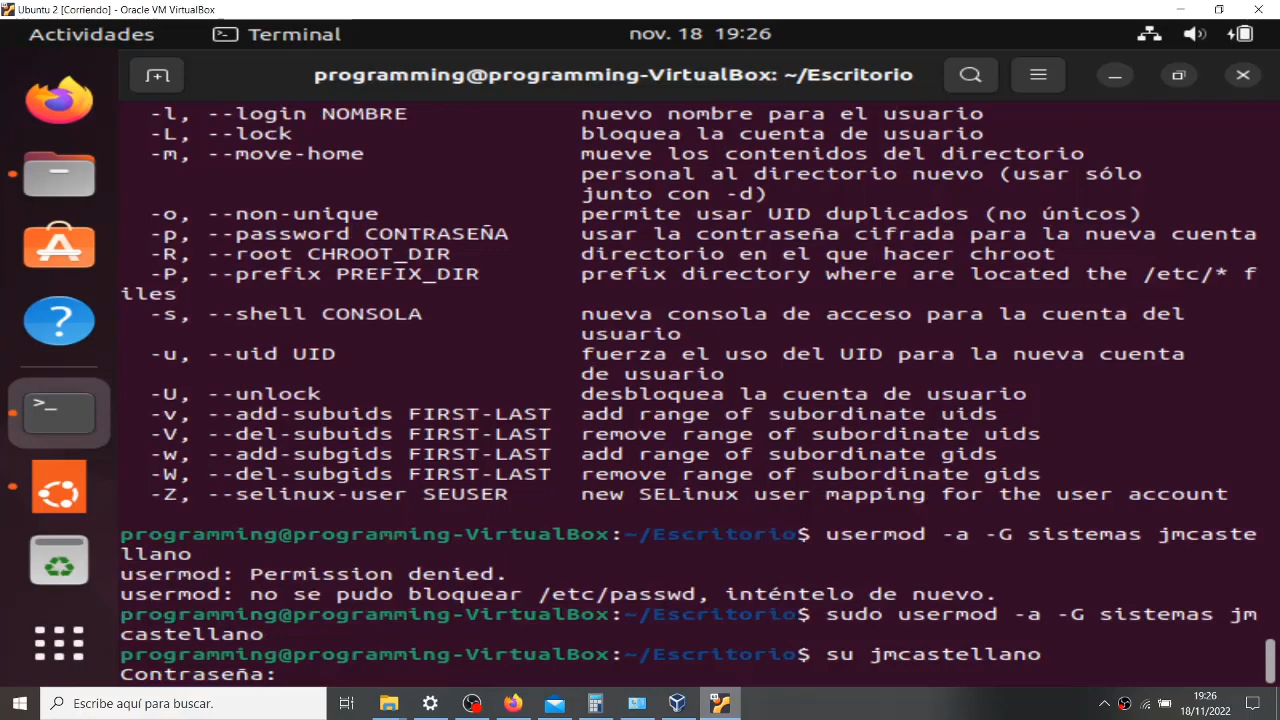 Ubuntu 2 [Corriendo] - Oracle VM VirtualBox
Actividades Terminal nov. 18 19:26
programming@programming-VirtualBox: ~/Escritorio
-l, --login NOMBRE nuevo nombre para el usuario
-L, --lock bloquea la cuenta de usuario
-m, --move-home mueve los contenidos del directorio
personal al directorio nuevo (usar sólo
junto con -d)
-o, --non-unique permite usar UID duplicados (no únicos)
-p, --password CONTRASEÑA usar la contraseña cifrada para la nueva cuenta
-R, --root CHROOT_DIR directorio en el que hacer chroot
-P, --prefix PREFIX_DIR prefix directory where are located the /etc/* f
iles
-s, --shell CONSOLA nueva consola de acceso para la cuenta del
usuario
-u, --uid UID fuerza el uso del UID para la nueva cuenta
de usuario
-U, --unlock desbloquea la cuenta de usuario
-v, --add-subuids FIRST-LAST add range of subordinate uids
-V, --del-subuids FIRST-LAST remove range of subordinate uids
-w, --add-subgids FIRST-LAST add range of subordinate gids
-W, --del-subgids FIRST-LAST remove range of subordinate gids
-Z, --selinux-user SEUSER new SELinux user mapping for the user account
programming@programming-VirtualBox:~/Escritorio$ usermod -a -G sistemas jmcaste
llano
usermod: Permission denied.
usermod: no se pudo bloquear /etc/passwd, inténtelo de nuevo.
programming@programming-VirtualBox:~/Escritorio$ sudo usermod -a -G sistemas jm
castellano
programming@programming-VirtualBox:~/Escritorio$ su jmcastellano
Contraseña:
Escribe aquí para buscar.
19:26
18/11/2022